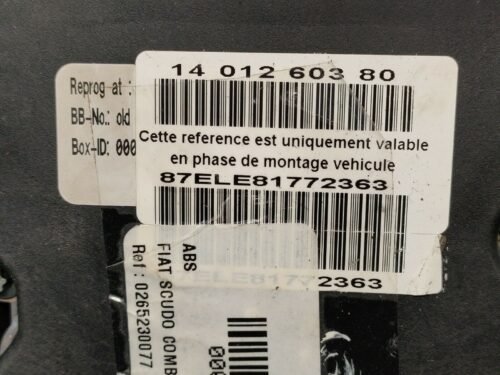 Reprog at :
BB-No.: old
Box-ID: 000
14 012 603 80
Cette reference est uniquement valable
en phase de montage vehicule
87ELE81772363
ELE81772363
ABS
FIAT SCUDO COMB
Ref : 0265230077